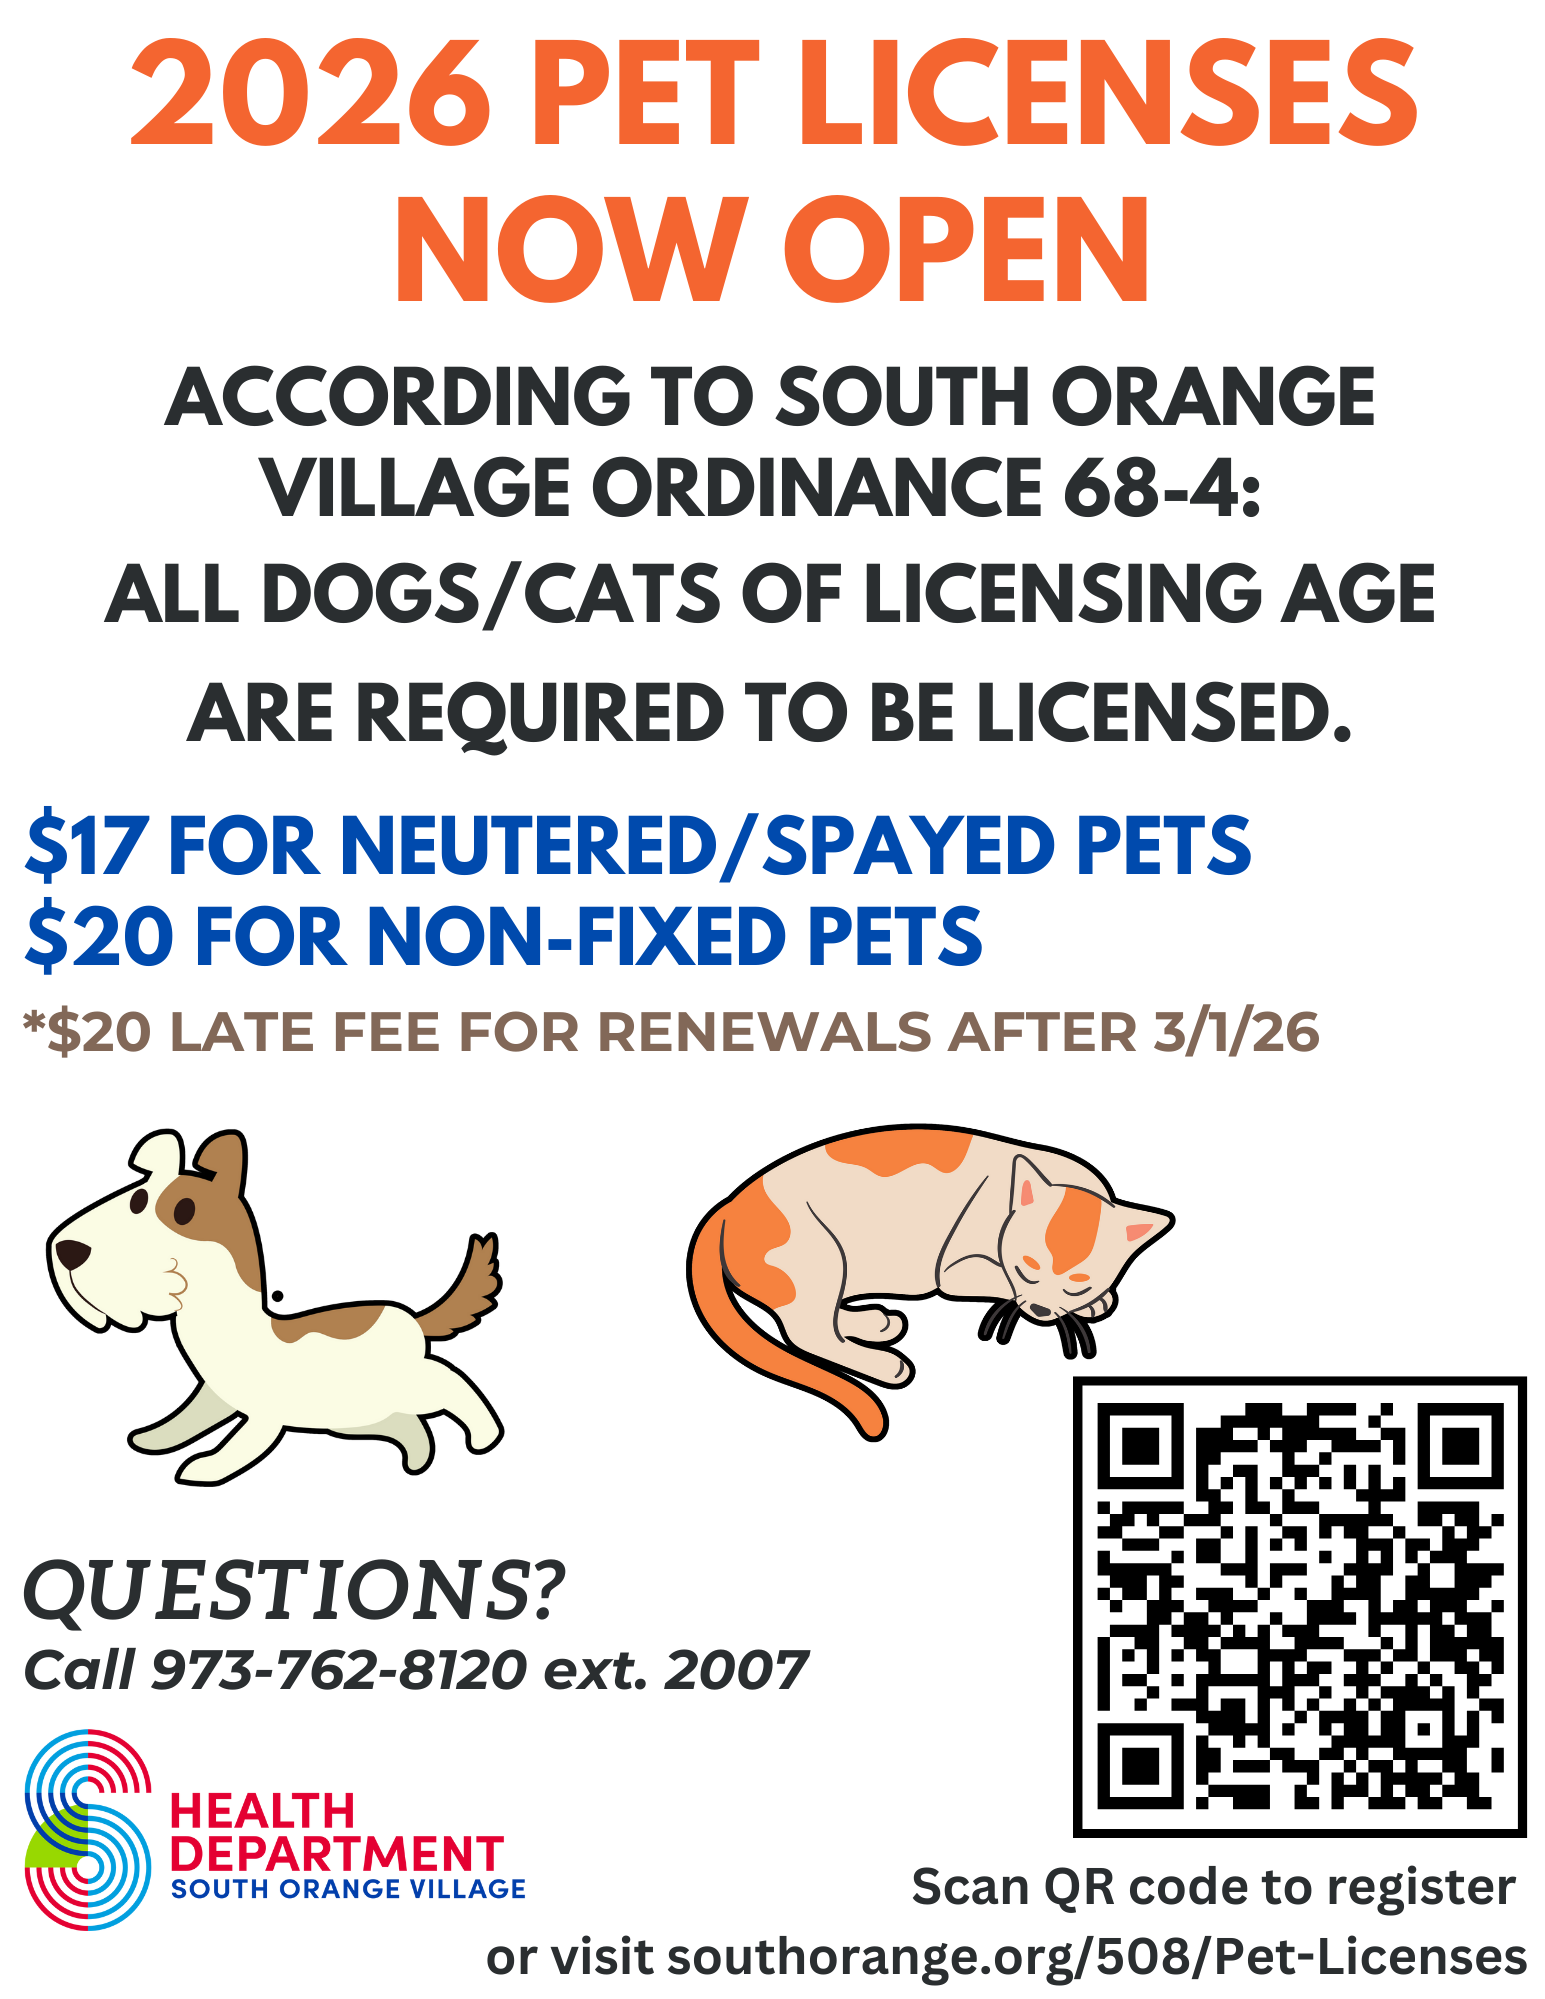 2026 PET LICENSES
NOW OPEN
ACCORDING TO SOUTH ORANGE
VILLAGE ORDINANCE 68-4:
ALL DOGS/CATS OF LICENSING AGE
ARE REQUIRED TO BE LICENSED.
$17 FOR NEUTERED/SPAYED PETS
$20 FOR NON-FIXED PETS
*$20 LATE FEE FOR RENEWALS AFTER 3/1/26
QUESTIONS?
Call 973-762-8120 ext. 2007
HEALTH
DEPARTMENT
SOUTH ORANGE VILLAGE
Scan QR code to register
or visit southorange.org/508/Pet-Licenses